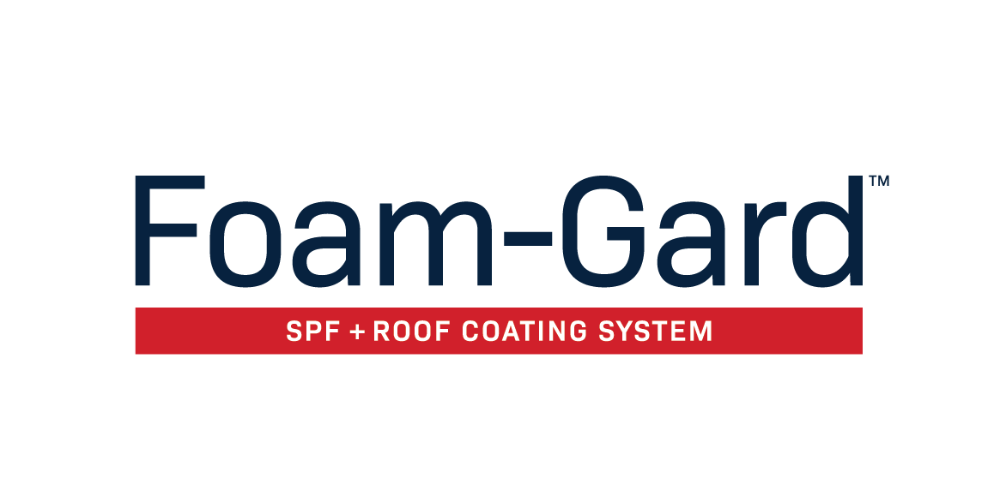 Foam-Gard™
SPF + ROOF COATING SYSTEM